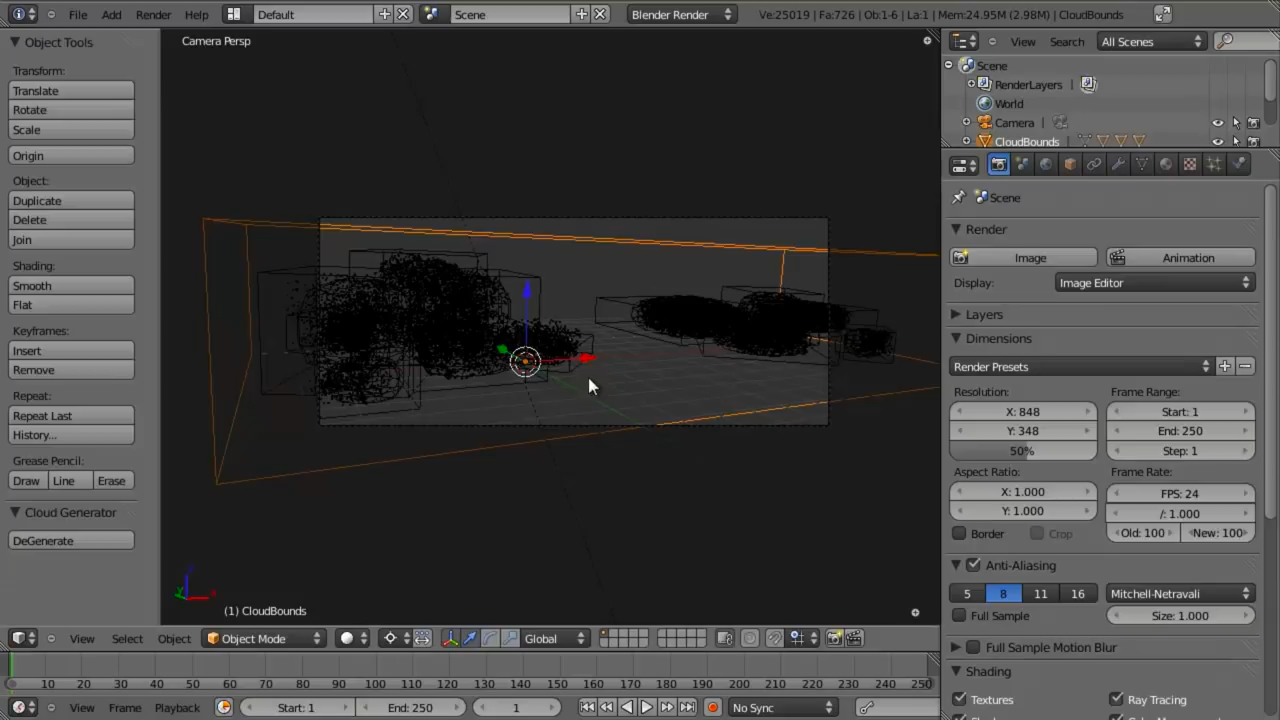 File Add Render Help Default Scene Blender Render Ve:25019 | Fa:726 | Ob:1-6 | La:1 | Mem:24.95M (2.98M) | CloudBounds
Object Tools
Transform:
Translate
Rotate
Scale
Origin
Object:
Duplicate
Delete
Join
Shading:
Smooth
Flat
Keyframes:
Insert
Remove
Repeat:
Repeat Last
History...
Grease Pencil:
Draw Line Erase
Cloud Generator
DeGenerate
Camera Persp
(1) CloudBounds
View Select Object Object Mode Global
View Search All Scenes
Scene
RenderLayers
World
Camera
CloudBounds
Scene
Render
Image Animation
Display: Image Editor
Layers
Dimensions
Render Presets
Resolution: Frame Range:
X: 848 Start: 1
Y: 348 End: 250
50% Step: 1
Aspect Ratio: Frame Rate:
X: 1.000 FPS: 24
Y: 1.000 /: 1.000
Border Crop Old: 100 New: 100
Anti-Aliasing
5 8 11 16 Mitchell-Netravali
Full Sample Size: 1.000
Full Sample Motion Blur
Shading
Textures Ray Tracing
10 20 30 40 50 60 70 80 90 100 110 120 130 140 150 160 170 180 190 200 210 220 230 240 250
View Frame Playback Start: 1 End: 250 1 No Sync